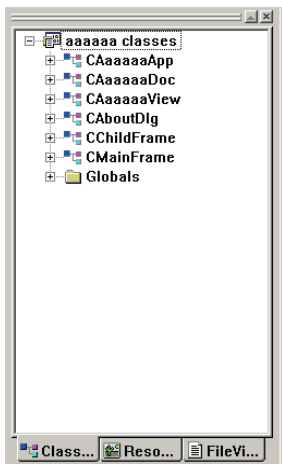 aaaaaa classes
CAaaaaaApp
CAaaaaaDoc
CAaaaaaView
CAboutDlg
CChildFrame
CMainFrame
Globals
Class... Reso... FileVi...